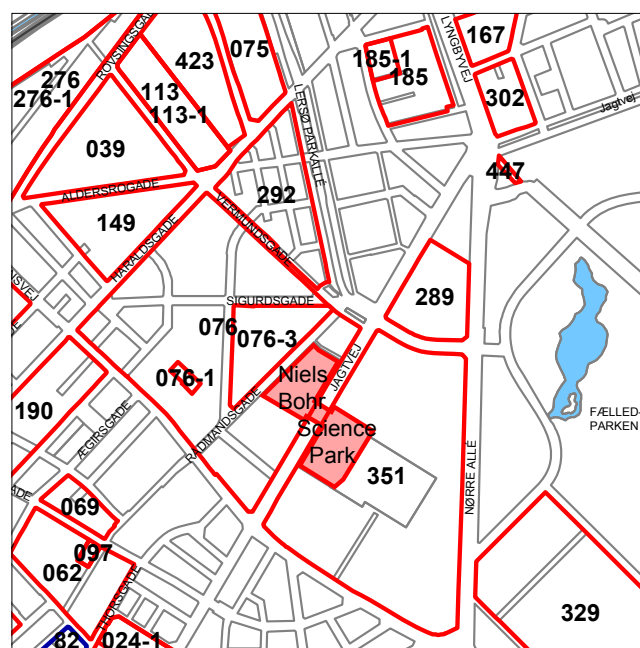 ROVSINGSGADE
423
075
LYNGBYVEJ
167
276
276-1
113
113-1
185-1
185
302
Jagtvej
LERSØ PARKALLÉ
039
447
ALDERSROGADE
292
149
VERMUNDSGADE
HARALDSGADE
289
SIGURDSGADE
076
076-3
076-1
Niels
Bohr
JAGTVEJ
Science
Park
FÆLLED-
PARKEN
190
RÅDMANDSGADE
ÆGIRSGADE
351
NØRRE ALLÉ
069
097
062
THORSGADE
329
82
024-1